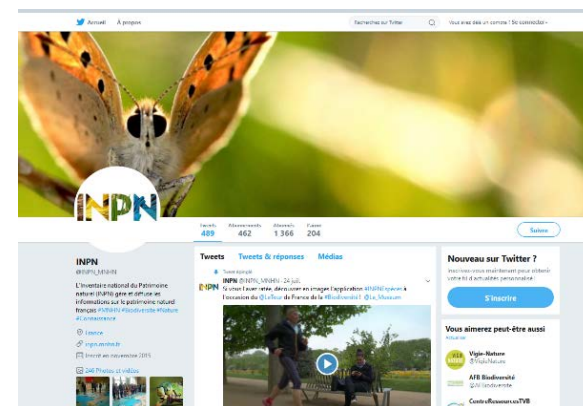 Accueil À propos Recherchez sur Twitter Vous avez déjà un compte ? Se connecter
INPN
Tweets Abonnements Abonnés J'aime
489 462 1 366 204
Suivre
INPN
@INPN_MNHN
L'Inventaire national du Patrimoine
naturel (INPN) gère et diffuse les
informations sur le patrimoine naturel
français #MNHN #Biodiversité #Nature
#Connaissance
France
inpn.mnhn.fr
Inscrit en novembre 2015
246 Photos et vidéos
Tweets Tweets & réponses Médias
Tweet épinglé
INPN @INPN_MNHN · 24 juil.
INPN
Si vous l'avez ratée, découvrez en images l'application #INPNEspèces à
l'occasion du @LeTour de France de la #Biodiversité ! @Le_Museum
Nouveau sur Twitter ?
Inscrivez-vous maintenant pour obtenir
votre fil d'actualités personnalisé !
S'inscrire
Vous aimerez peut-être aussi
Actualiser
Vigie-Nature
@VigieNature
AFB Biodiversité
@AFBiodiversite
CentreRessourcesTVB